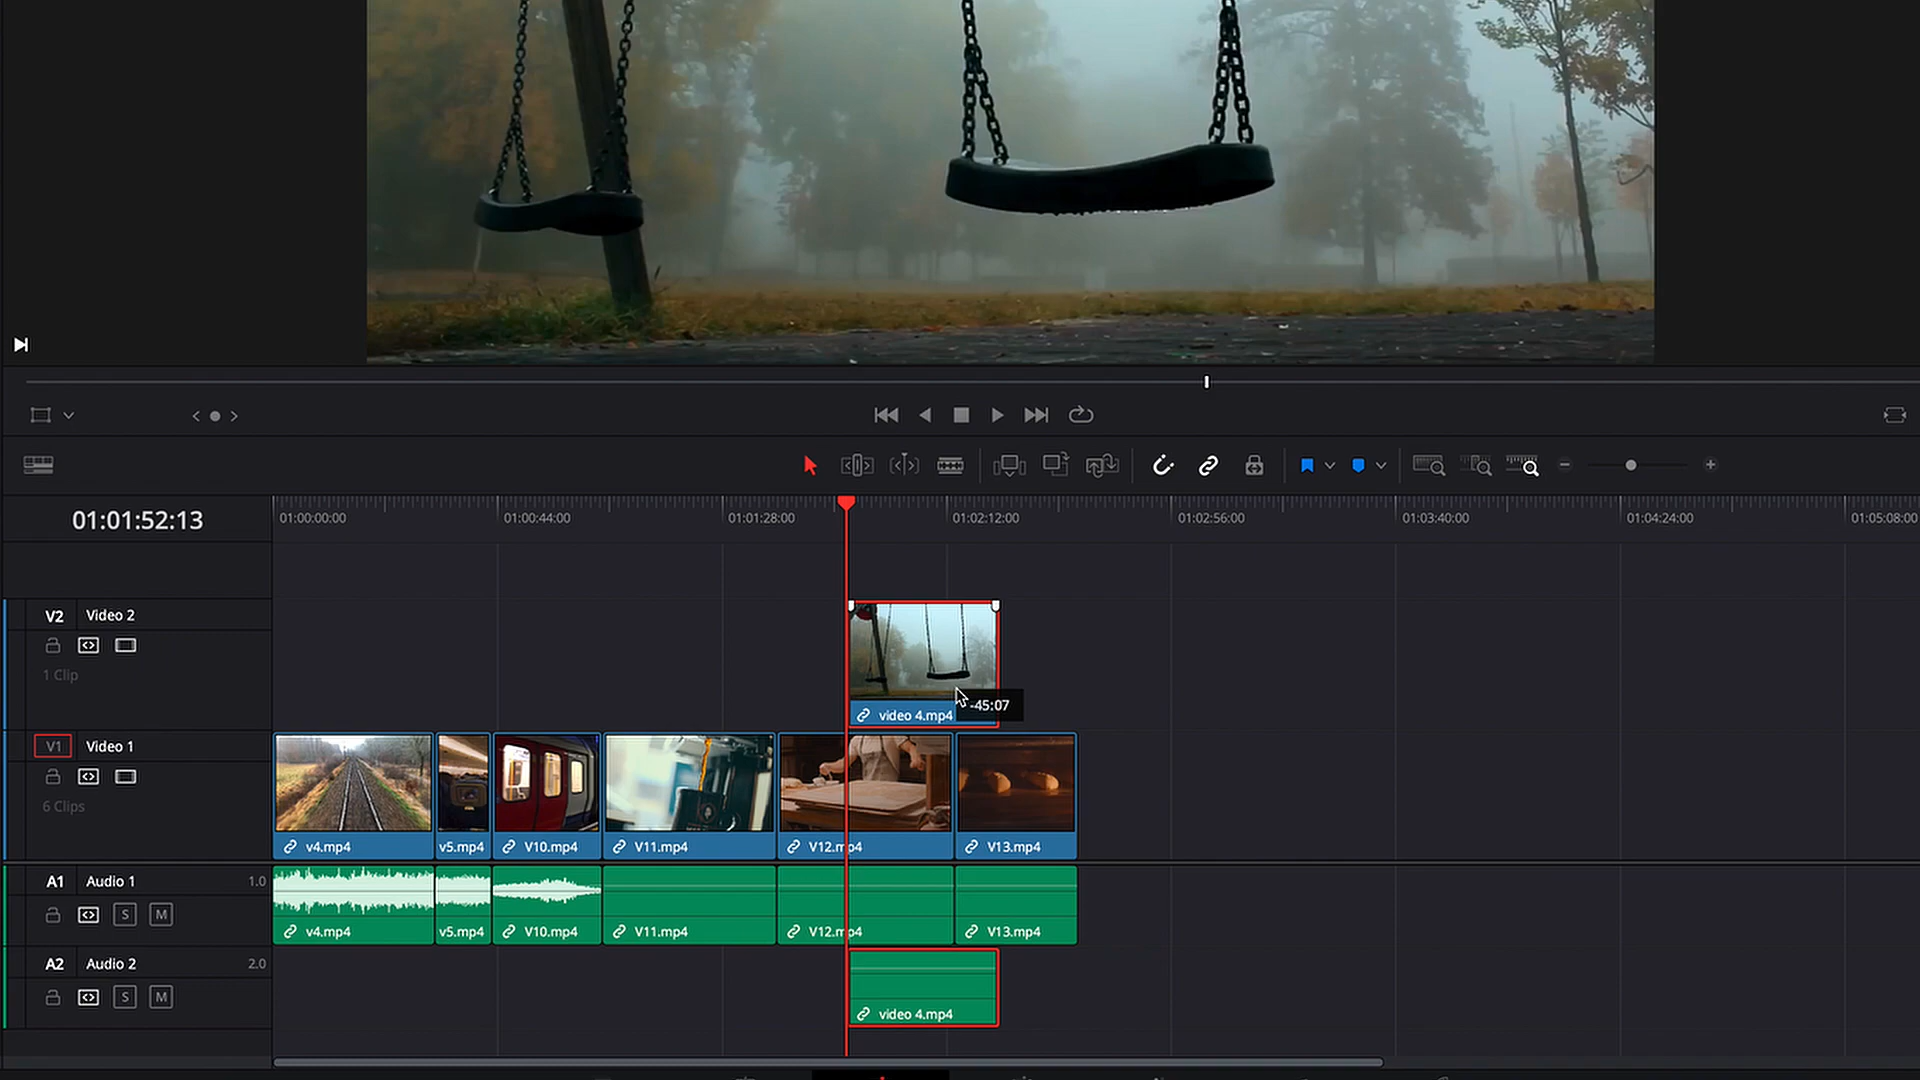 01:01:52:13
01:00:00:00
01:00:44:00
01:01:28:00
01:02:12:00
01:02:56:00
01:03:40:00
01:04:24:00
01:05:08:00
V2 Video 2
1 Clip
video 4.mp4
-45:07
V1 Video 1
6 Clips
v4.mp4
v5.mp4
V10.mp4
V11.mp4
V12.mp4
V13.mp4
A1 Audio 1 1.0
S M
v4.mp4
v5.mp4
V10.mp4
V11.mp4
V12.mp4
V13.mp4
A2 Audio 2 2.0
S M
video 4.mp4